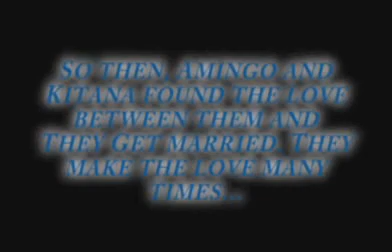 So then, Amingo and
Kitana found the love
between them and
They Get married. They
make the love many
times...